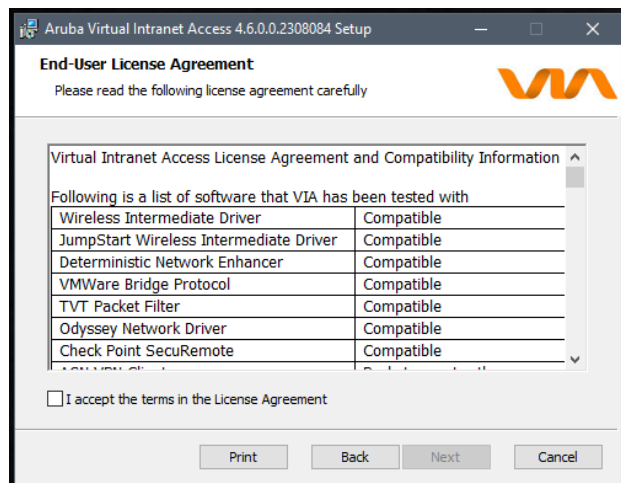 Aruba Virtual Intranet Access 4.6.0.0.2308084 Setup
End-User License Agreement
Please read the following license agreement carefully
VIA
Virtual Intranet Access License Agreement and Compatibility Information
Following is a list of software that VIA has been tested with
Wireless Intermediate Driver Compatible
JumpStart Wireless Intermediate Driver Compatible
Deterministic Network Enhancer Compatible
VMWare Bridge Protocol Compatible
TVT Packet Filter Compatible
Odyssey Network Driver Compatible
Check Point SecuRemote Compatible
I accept the terms in the License Agreement
Print Back Next Cancel